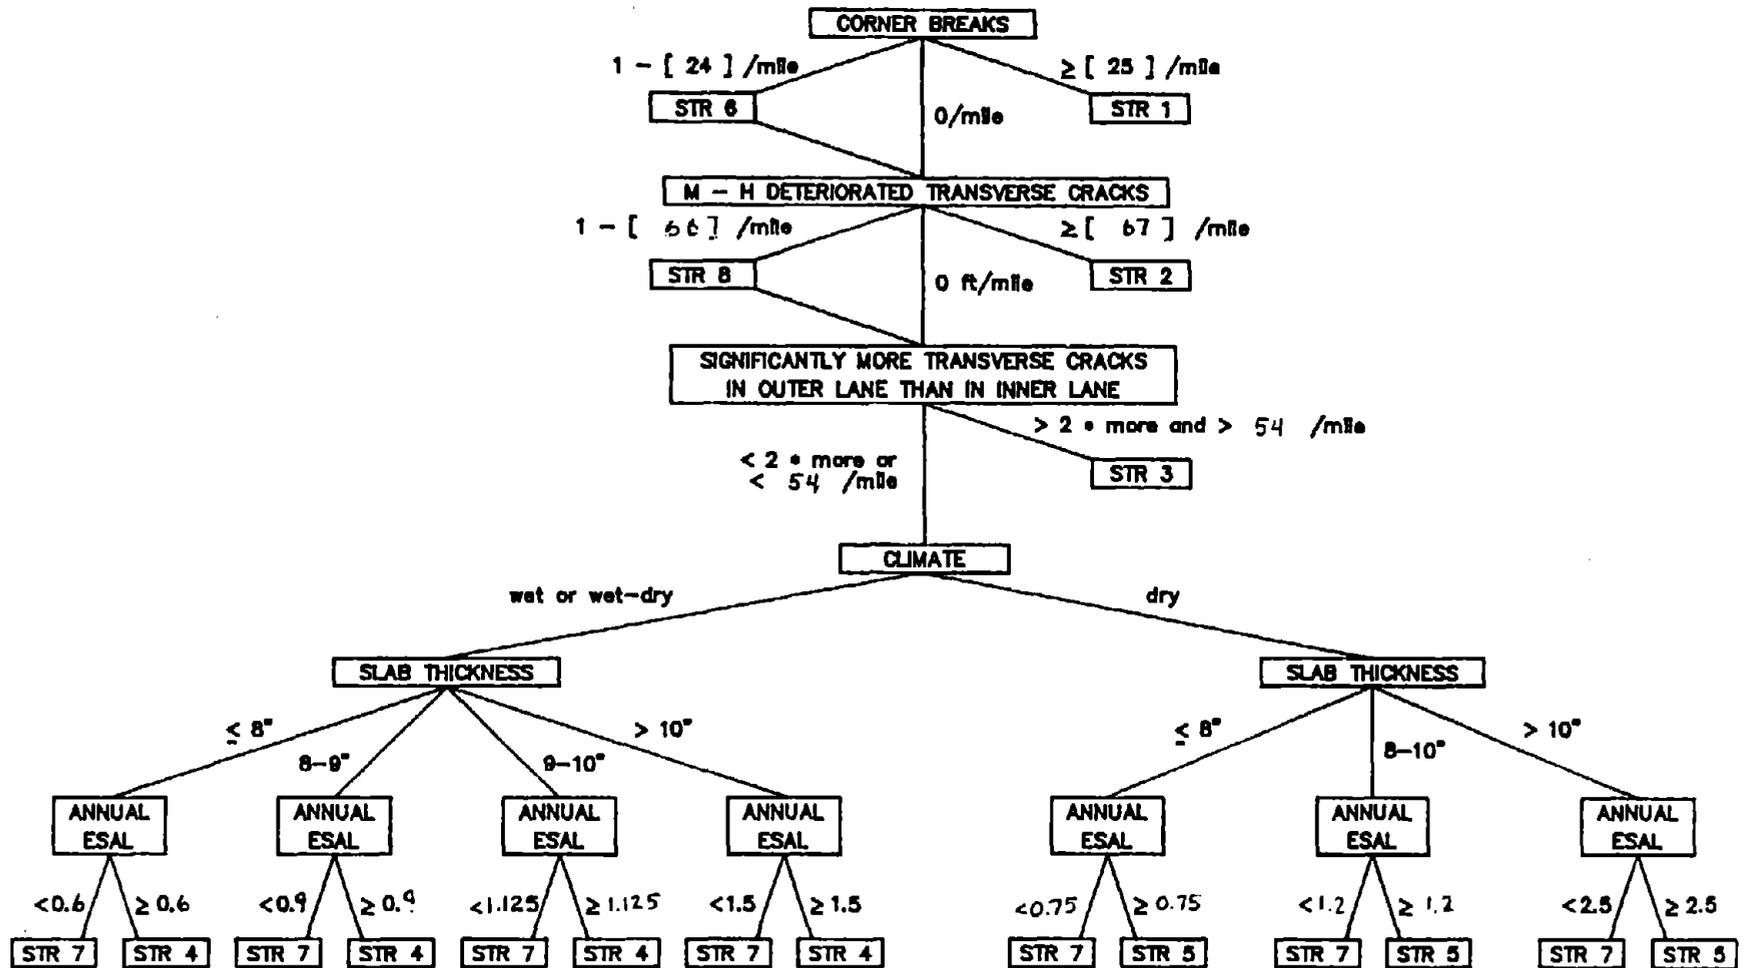 CORNER BREAKS
1 - [ 24 ] /mile
≥ [ 25 ] /mile
STR 6
0/mile
STR 1
M - H DETERIORATED TRANSVERSE CRACKS
1 - [ 66 ] /mile
≥ [ 67 ] /mile
STR 8
0 ft/mile
STR 2
SIGNIFICANTLY MORE TRANSVERSE CRACKS
IN OUTER LANE THAN IN INNER LANE
> 2 * more and > 54 /mile
< 2 * more or
< 54 /mile
STR 3
CLIMATE
wet or wet-dry
dry
SLAB THICKNESS
SLAB THICKNESS
≤ 8"
8-9"
9-10"
> 10"
≤ 8"
8-10"
> 10"
ANNUAL
ESAL
ANNUAL
ESAL
ANNUAL
ESAL
ANNUAL
ESAL
ANNUAL
ESAL
ANNUAL
ESAL
ANNUAL
ESAL
<0.6
≥ 0.6
<0.9
≥ 0.9
<1.125
≥ 1.125
<1.5
≥ 1.5
<0.75
≥ 0.75
<1.2
≥ 1.2
<2.5
≥ 2.5
STR 7
STR 4
STR 7
STR 4
STR 7
STR 4
STR 7
STR 4
STR 7
STR 5
STR 7
STR 5
STR 7
STR 5